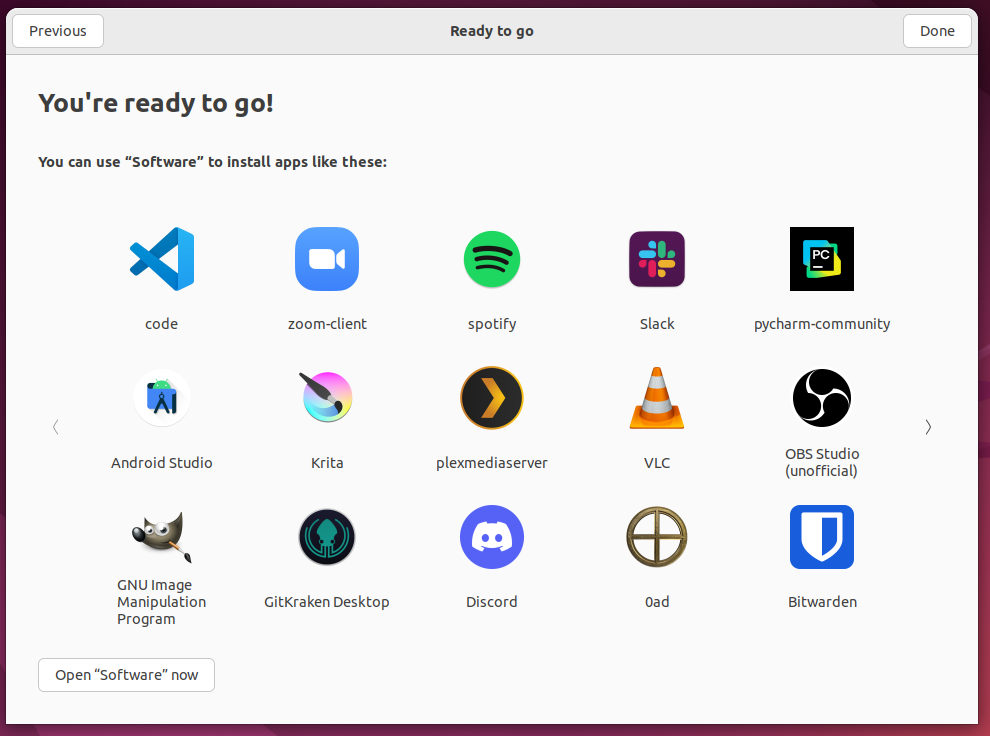 Previous
Ready to go
Done
You're ready to go!
You can use “Software” to install apps like these:
PC
code
zoom-client
spotify
Slack
pycharm-community
Android Studio
Krita
plexmediaserver
VLC
OBS Studio
(unofficial)
GNU Image
Manipulation
Program
GitKraken Desktop
Discord
0ad
Bitwarden
Open “Software” now